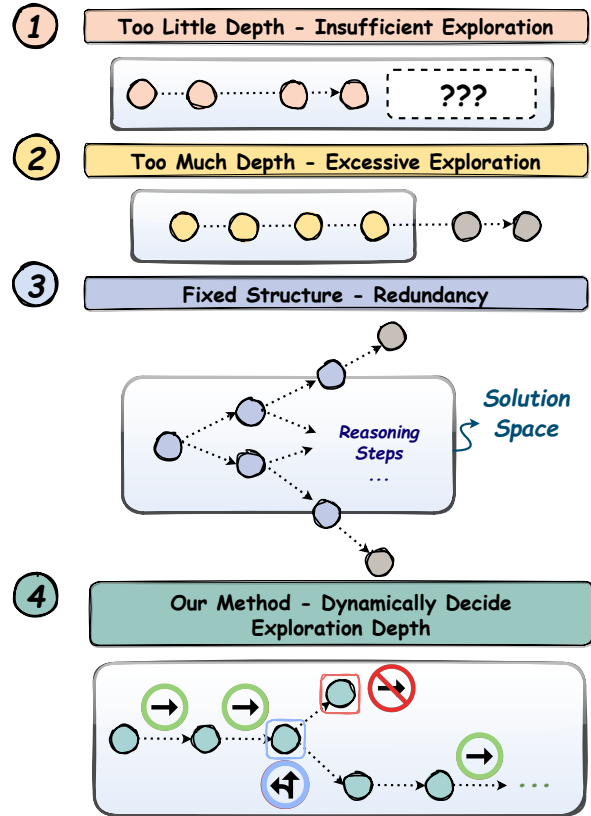 1
Too Little Depth - Insufficient Exploration
???
2
Too Much Depth - Excessive Exploration
3
Fixed Structure - Redundancy
Reasoning
Steps
...
Solution
Space
4
Our Method - Dynamically Decide
Exploration Depth
...